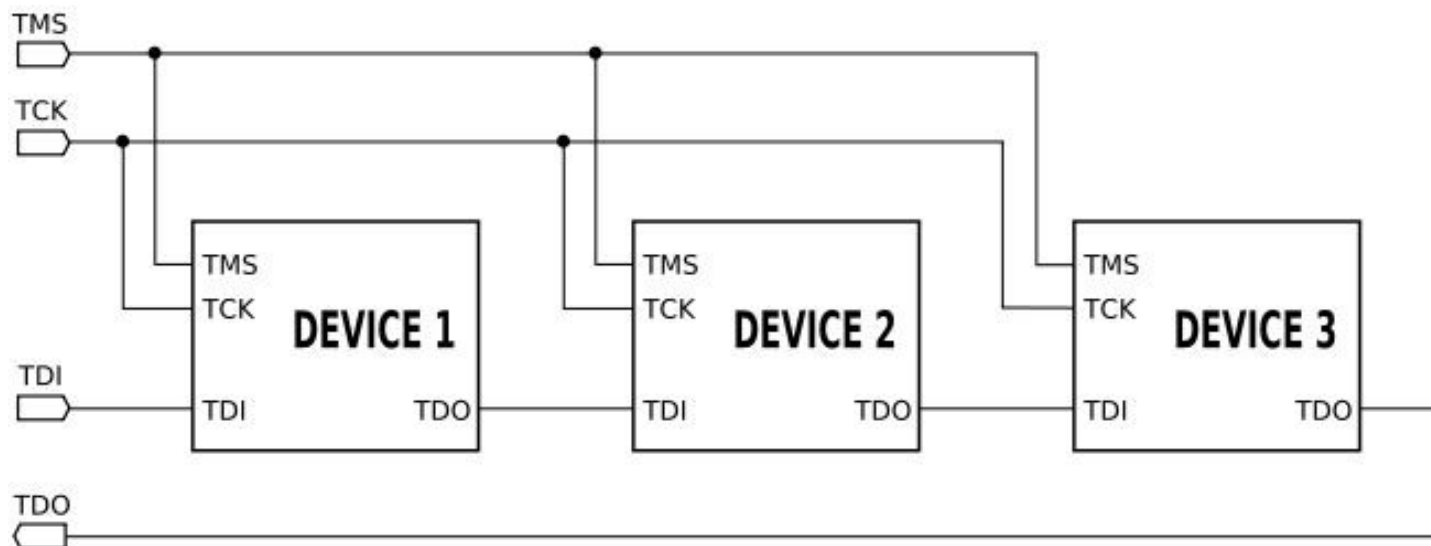 TMS
TCK
TMS
TCK
DEVICE 1
TDI
TDO
TMS
TCK
DEVICE 2
TDI
TDO
TMS
TCK
DEVICE 3
TDI
TDO
TDI
TDO